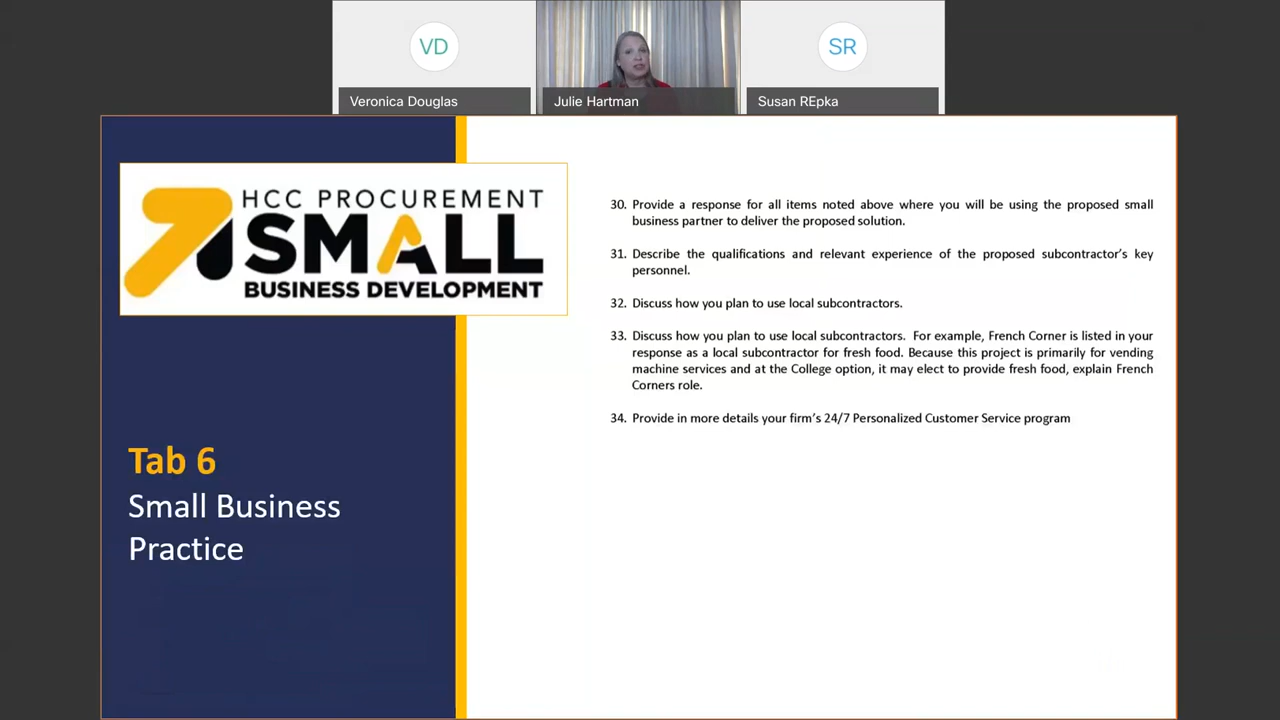 VD
SR
Veronica Douglas
Julie Hartman
Susan REpka
HCC PROCUREMENT
SMALL
BUSINESS DEVELOPMENT
Tab 6
Small Business
Practice
30. Provide a response for all items noted above where you will be using the proposed small
business partner to deliver the proposed solution.
31. Describe the qualifications and relevant experience of the proposed subcontractor's key
personnel.
32. Discuss how you plan to use local subcontractors.
33. Discuss how you plan to use local subcontractors. For example, French Corner is listed in your
response as a local subcontractor for fresh food. Because this project is primarily for vending
machine services and at the College option, it may elect to provide fresh food, explain French
Corners role.
34. Provide in more details your firm's 24/7 Personalized Customer Service program